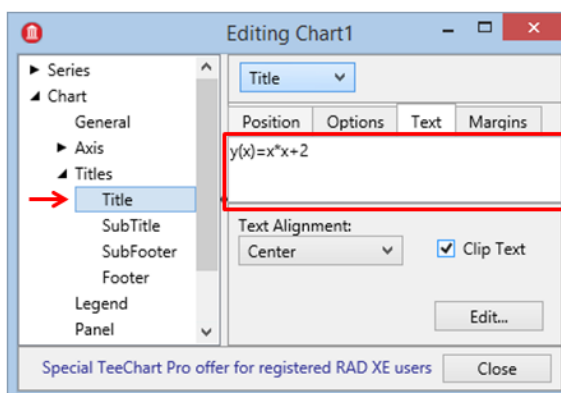 Editing Chart1
Series
Chart
General
Axis
Titles
Title
SubTitle
SubFooter
Footer
Legend
Panel
Title
Position Options Text Margins
y(x)=x*x+2
Text Alignment:
Center
Clip Text
Edit...
Special TeeChart Pro offer for registered RAD XE users
Close